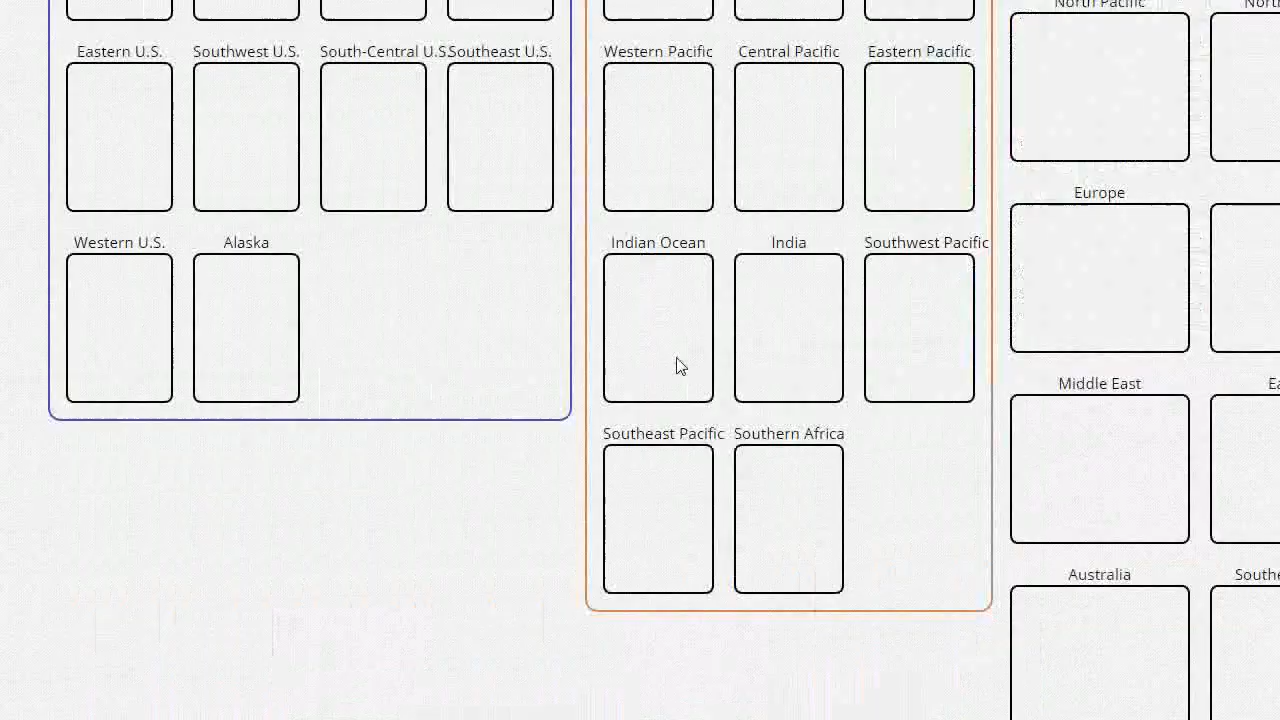 North Pacific
Eastern U.S. Southwest U.S. South-Central U.S. Southeast U.S. Western Pacific Central Pacific Eastern Pacific
Europe
Western U.S. Alaska Indian Ocean India Southwest Pacific
Middle East
Southeast Pacific Southern Africa
Australia